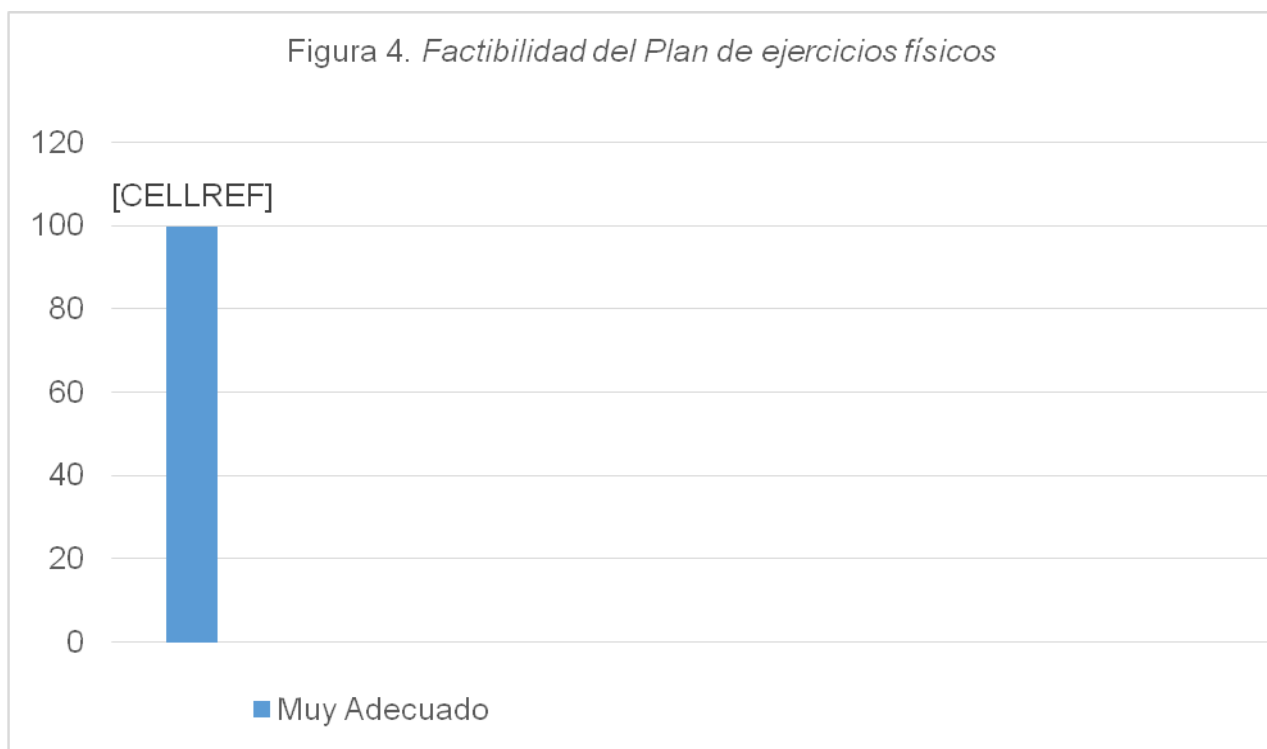 Figura 4. Factibilidad del Plan de ejercicios físicos
120
[CELLREF]
100
80
60
40
20
0
Muy Adecuado